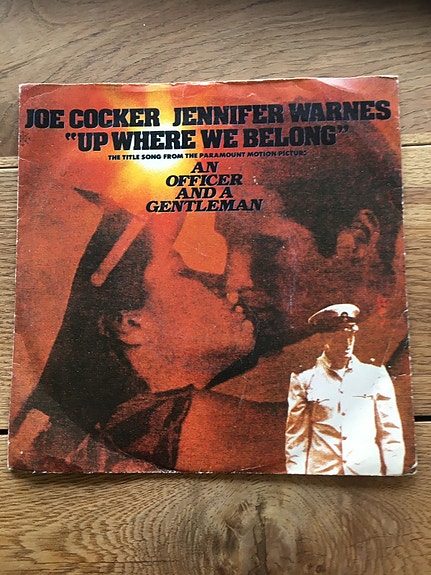 JOE COCKER JENNIFER WARNES
"UP WHERE WE BELONG"
THE TITLE SONG FROM THE PARAMOUNT MOTION PICTURE
AN
OFFICER
AND A
GENTLEMAN